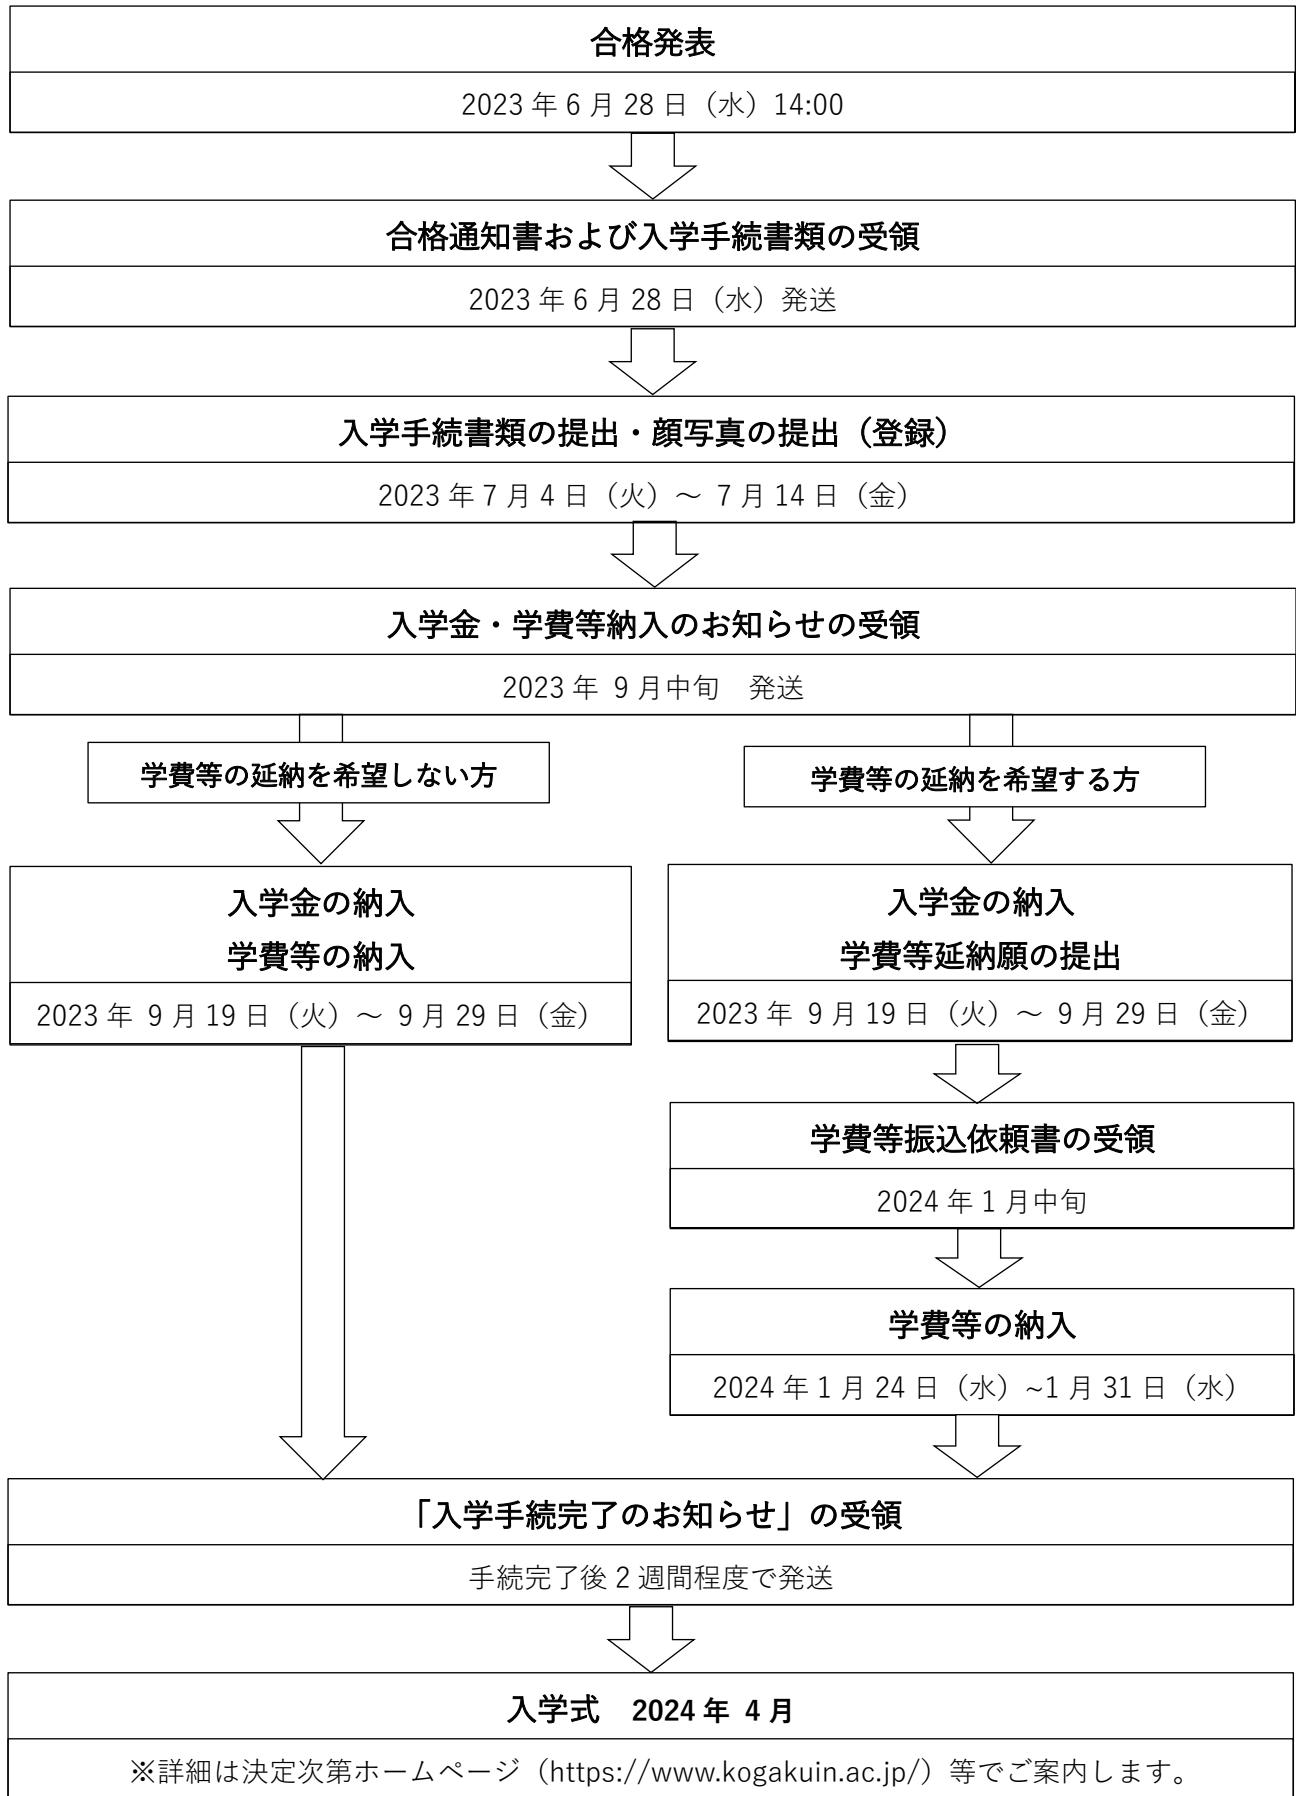 合格発表
2023 年 6 月 28 日（水）14:00
合格通知書および入学手続書類の受領
2023 年 6 月 28 日（水）発送
入学手続書類の提出・顔写真の提出（登録）
2023 年 7 月 4 日（火）～ 7 月 14 日（金）
入学金・学費等納入のお知らせの受領
2023 年 9 月中旬　発送
学費等の延納を希望しない方
学費等の延納を希望する方
入学金の納入
学費等の納入
2023 年 9 月 19 日（火）～ 9 月 29 日（金）
入学金の納入
学費等延納願の提出
2023 年 9 月 19 日（火）～ 9 月 29 日（金）
学費等振込依頼書の受領
2024 年 1 月中旬
学費等の納入
2024 年 1 月 24 日（水）~1 月 31 日（水）
「入学手続完了のお知らせ」の受領
手続完了後 2 週間程度で発送
入学式　2024 年 4 月
※詳細は決定次第ホームページ（https://www.kogakuin.ac.jp/）等でご案内します。